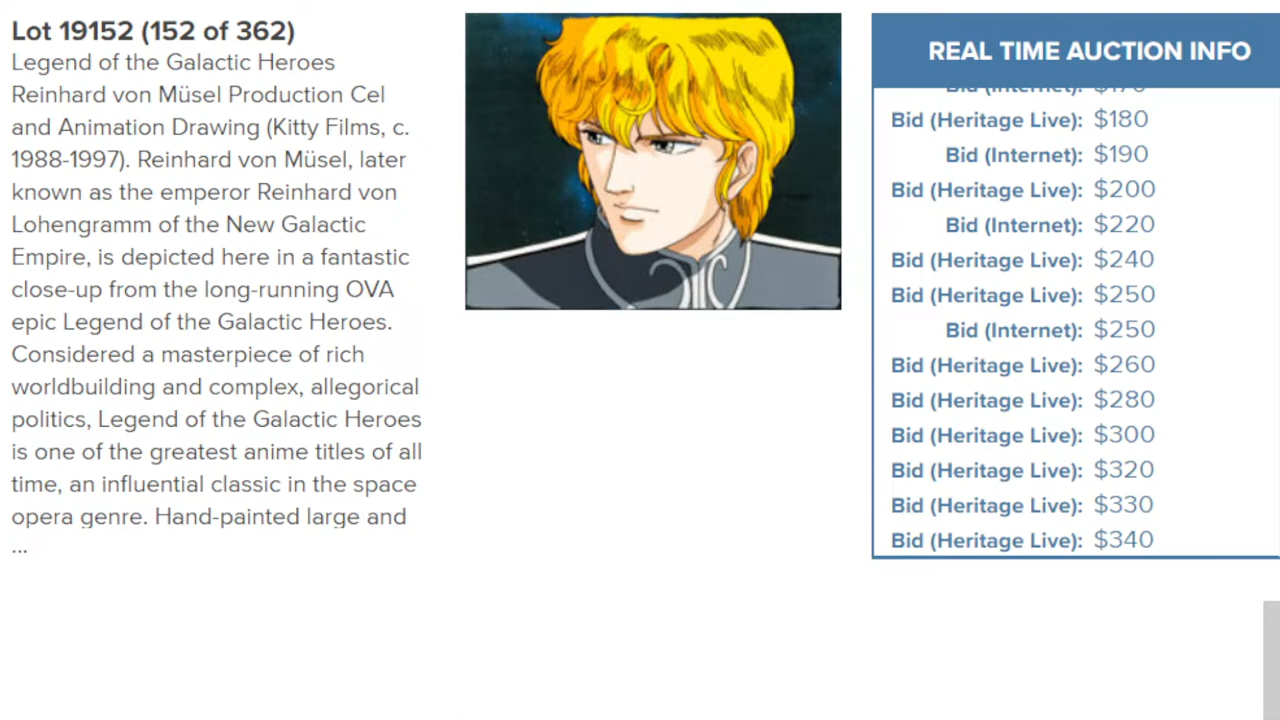 Lot 19152 (152 of 362)
Legend of the Galactic Heroes
Reinhard von Müsel Production Cel
and Animation Drawing (Kitty Films, c.
1988-1997). Reinhard von Müsel, later
known as the emperor Reinhard von
Lohengramm of the New Galactic
Empire, is depicted here in a fantastic
close-up from the long-running OVA
epic Legend of the Galactic Heroes.
Considered a masterpiece of rich
worldbuilding and complex, allegorical
politics, Legend of the Galactic Heroes
is one of the greatest anime titles of all
time, an influential classic in the space
opera genre. Hand-painted large and
...
REAL TIME AUCTION INFO
Bid (Internet): $170
Bid (Heritage Live): $180
Bid (Internet): $190
Bid (Heritage Live): $200
Bid (Internet): $220
Bid (Heritage Live): $240
Bid (Heritage Live): $250
Bid (Internet): $250
Bid (Heritage Live): $260
Bid (Heritage Live): $280
Bid (Heritage Live): $300
Bid (Heritage Live): $320
Bid (Heritage Live): $330
Bid (Heritage Live): $340